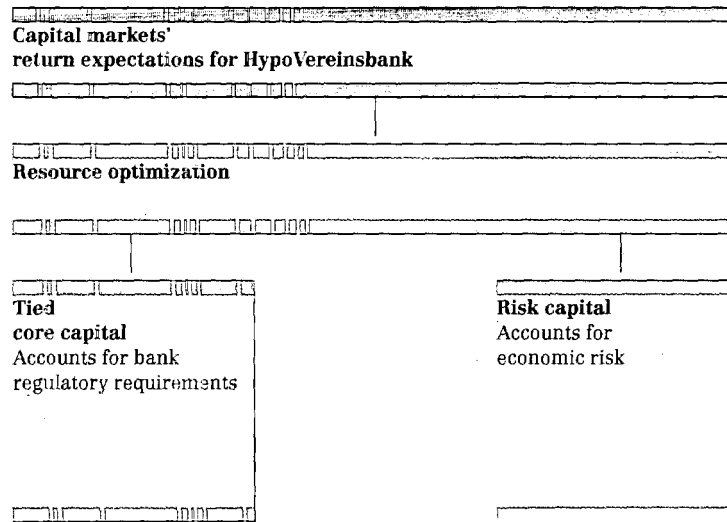 Capital markets'
return expectations for HypoVereinsbank
Resource optimization
Tied
core capital
Accounts for bank
regulatory requirements
Risk capital
Accounts for
economic risk